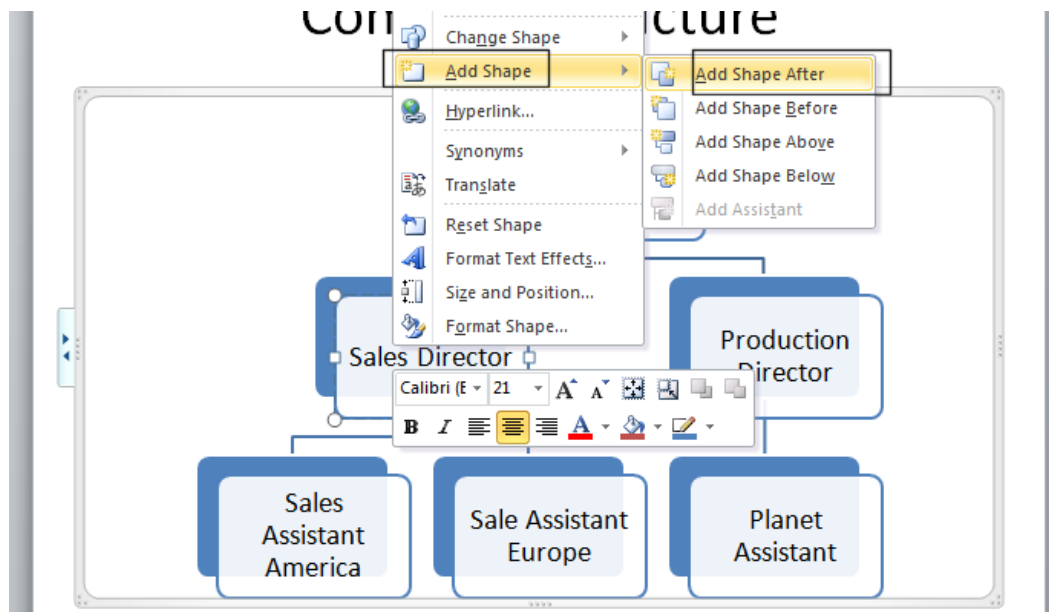 Change Shape
Add Shape
Hyperlink...
Synonyms
Translate
Reset Shape
Format Text Effects...
Size and Position...
Format Shape...
Add Shape After
Add Shape Before
Add Shape Above
Add Shape Below
Add Assistant
Sales Director
Production
Director
Calibri (E 21 A A
B I A
Sales
Assistant
America
Sale Assistant
Europe
Planet
Assistant